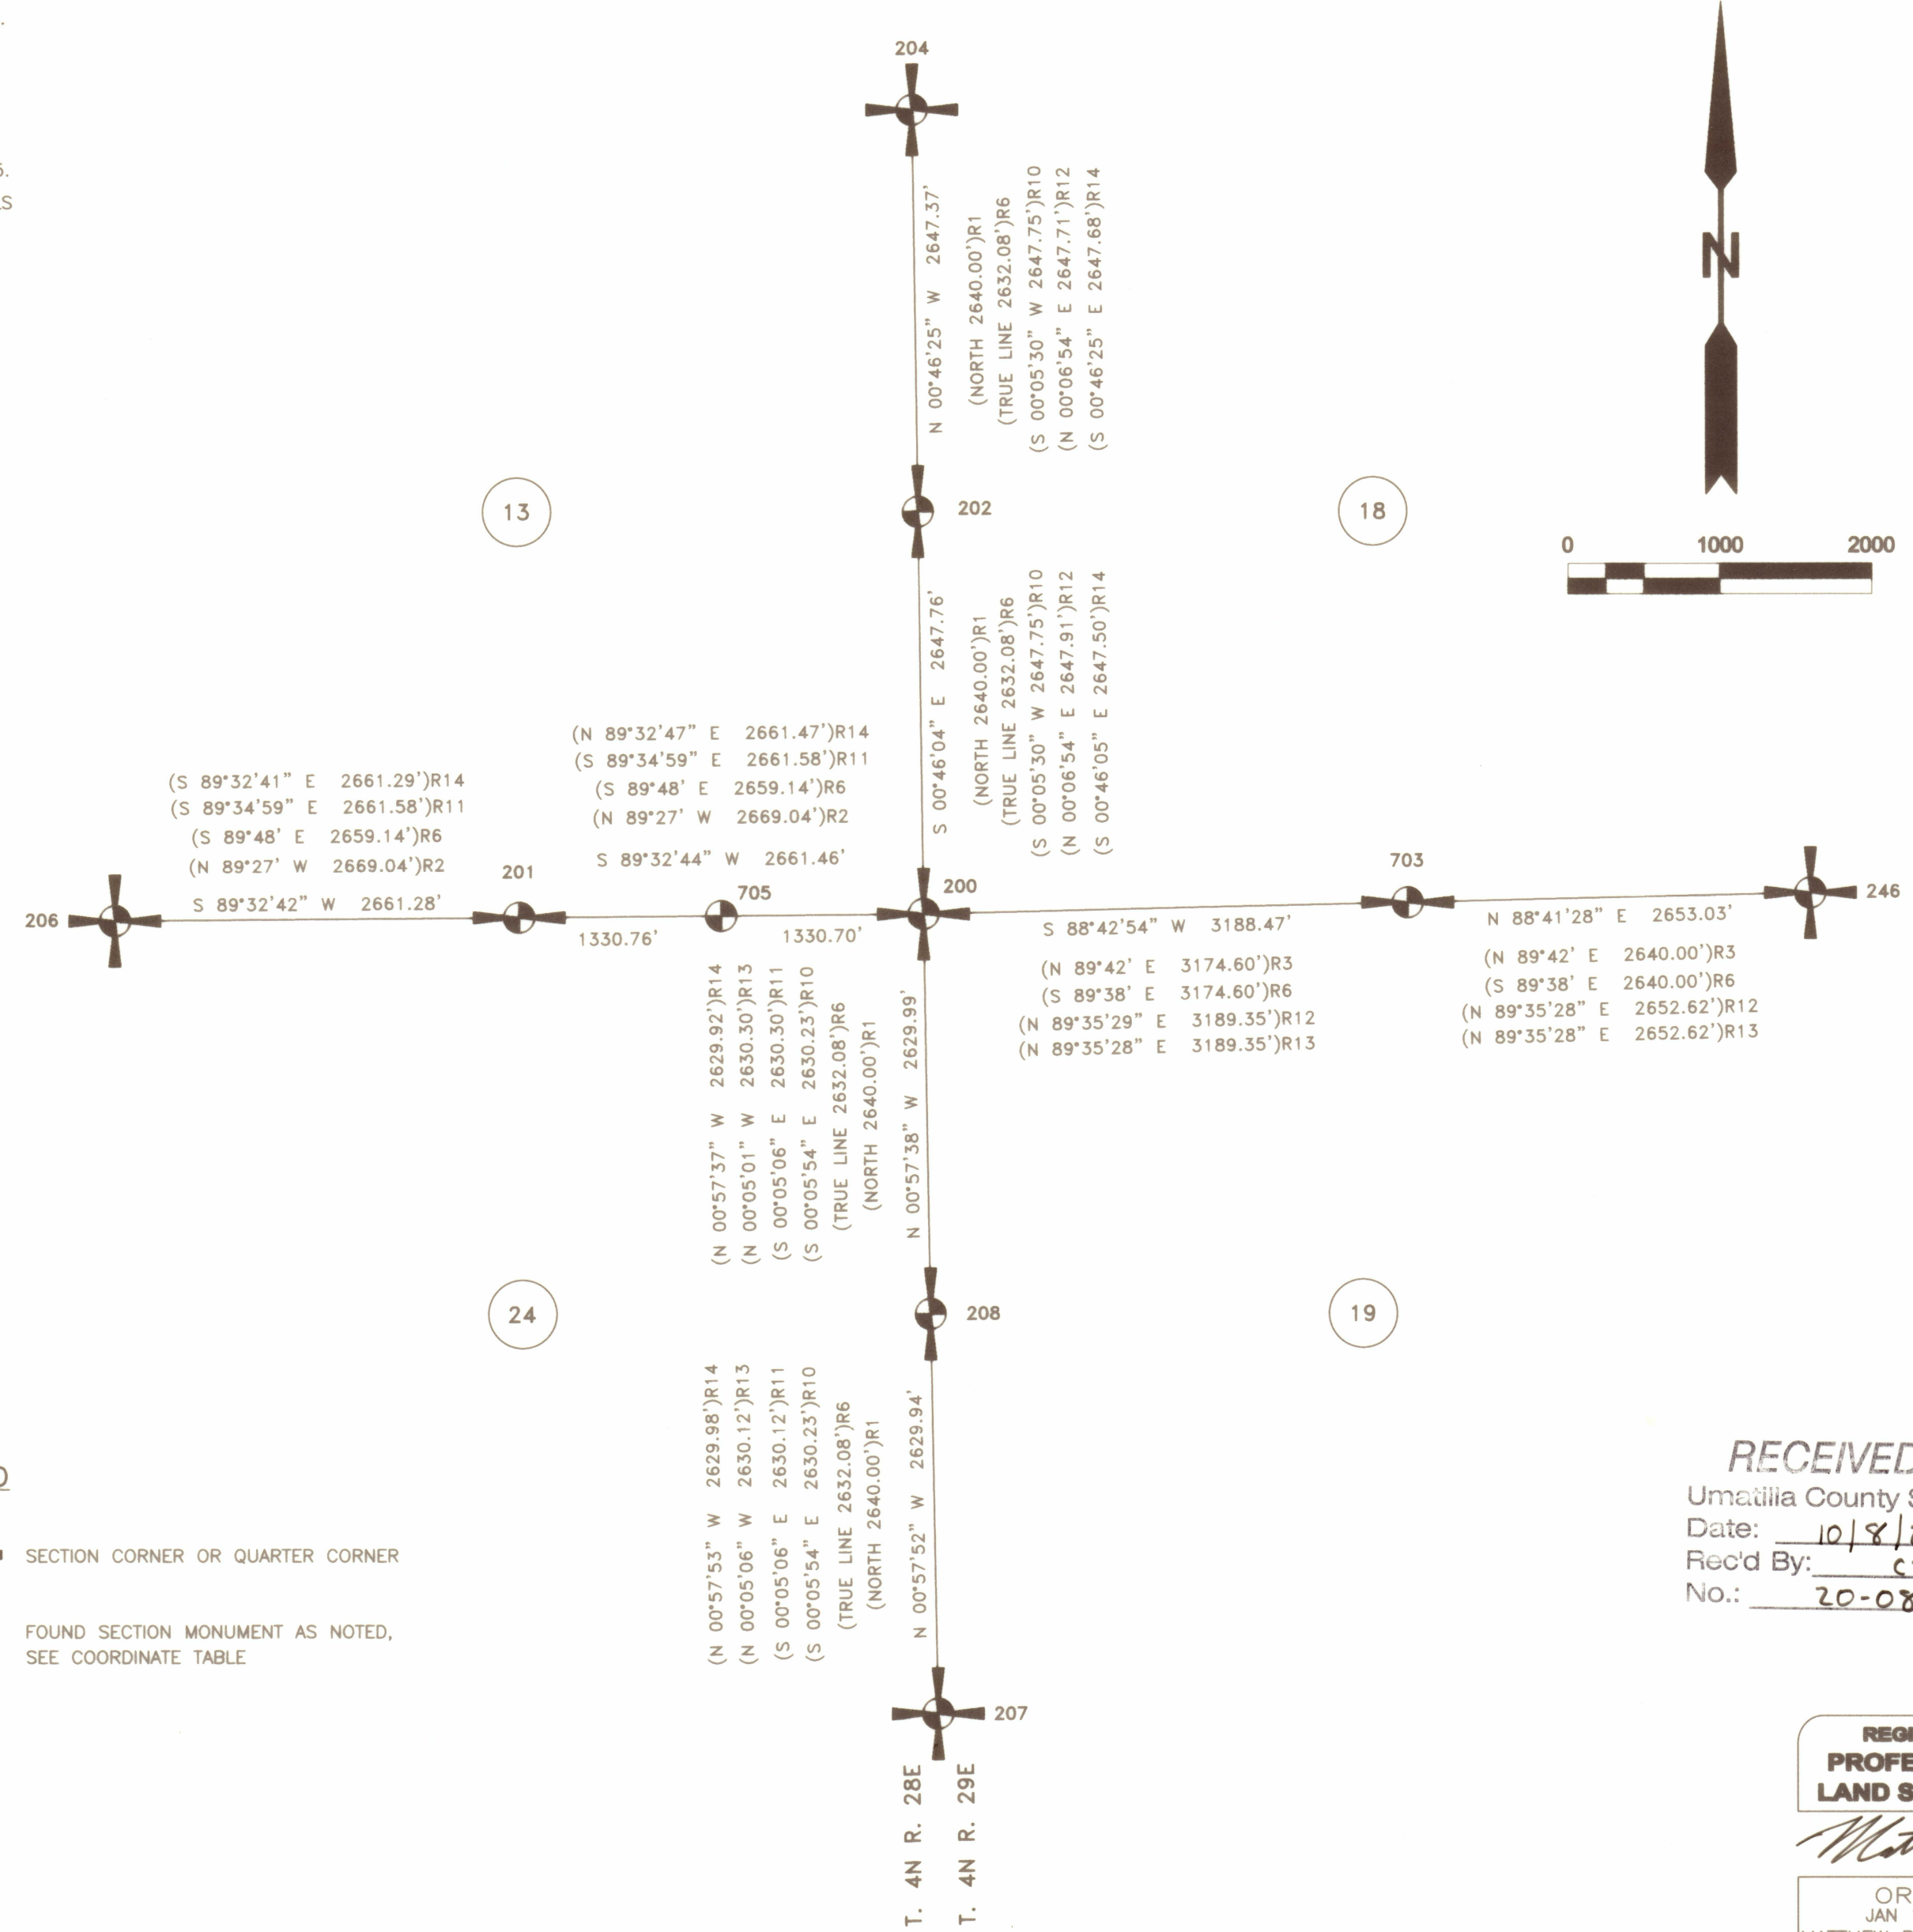 204
N 00°46'25" W 2647.37'
(NORTH 2640.00')R1
(TRUE LINE 2632.08')R6
(S 00°05'30" W 2647.75')R10
(N 00°06'54" E 2647.71')R12
(S 00°46'25" E 2647.68')R14
N
0 1000 2000
13
202
18
S 00°46'04" E 2647.76'
(NORTH 2640.00')R1
(TRUE LINE 2632.08')R6
(S 00°05'30" W 2647.75')R10
(N 00°06'54" E 2647.91')R12
(S 00°46'05" E 2647.50')R14
(S 89°32'41" E 2661.29')R14
(S 89°34'59" E 2661.58')R11
(S 89°48' E 2659.14')R6
(N 89°27' W 2669.04')R2
S 89°32'42" W 2661.28'
(N 89°32'47" E 2661.47')R14
(S 89°34'59" E 2661.58')R11
(S 89°48' E 2659.14')R6
(N 89°27' W 2669.04')R2
S 89°32'44" W 2661.46'
206
201
705
200
703
246
1330.76'
1330.70'
S 88°42'54" W 3188.47'
(N 89°42' E 3174.60')R3
(S 89°38' E 3174.60')R6
(N 89°35'29" E 3189.35')R12
(N 89°35'28" E 3189.35')R13
N 88°41'28" E 2653.03'
(N 89°42' E 2640.00')R3
(S 89°38' E 2640.00')R6
(N 89°35'28" E 2652.62')R12
(N 89°35'28" E 2652.62')R13
(N 00°57'37" W 2629.92')R14
(N 00°05'01" W 2630.30')R13
(S 00°05'06" E 2630.30')R11
(S 00°05'54" E 2630.23')R10
(TRUE LINE 2632.08')R6
(NORTH 2640.00')R1
N 00°57'38" W 2629.99'
24
208
19
(N 00°57'53" W 2629.98')R14
(N 00°05'06" W 2630.12')R13
(S 00°05'06" E 2630.12')R11
(S 00°05'54" E 2630.23')R10
(TRUE LINE 2632.08')R6
(NORTH 2640.00')R1
N 00°57'52" W 2629.94'
SECTION CORNER OR QUARTER CORNER
FOUND SECTION MONUMENT AS NOTED,
SEE COORDINATE TABLE
207
T. 4N R. 28E
T. 4N R. 29E
RECEIVED
Umatilla County
Date: 10/8/
Rec'd By:
No.: 20-08
LAND
JAN